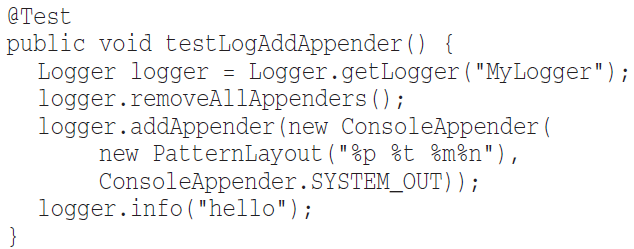 @Test
public void testLogAddAppender() {
  Logger logger = Logger.getLogger("MyLogger");
  logger.removeAllAppenders();
  logger.addAppender(new ConsoleAppender(
      new PatternLayout("%p %t %m%n"),
      ConsoleAppender.SYSTEM_OUT));
  logger.info("hello");
}